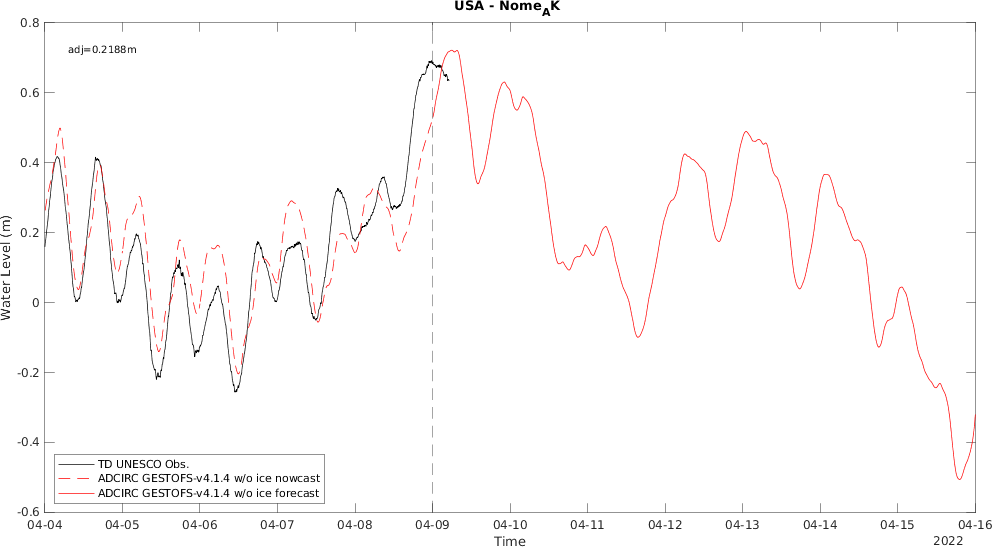 USA - Nome_AK
adj=0.2188m
0.8
0.6
0.4
0.2
0
-0.2
-0.4
-0.6
Water Level (m)
TD UNESCO Obs.
ADCIRC GESTOFS-v4.1.4 w/o ice nowcast
ADCIRC GESTOFS-v4.1.4 w/o ice forecast
04-04 04-05 04-06 04-07 04-08 04-09 04-10 04-11 04-12 04-13 04-14 04-15 04-16
Time
2022